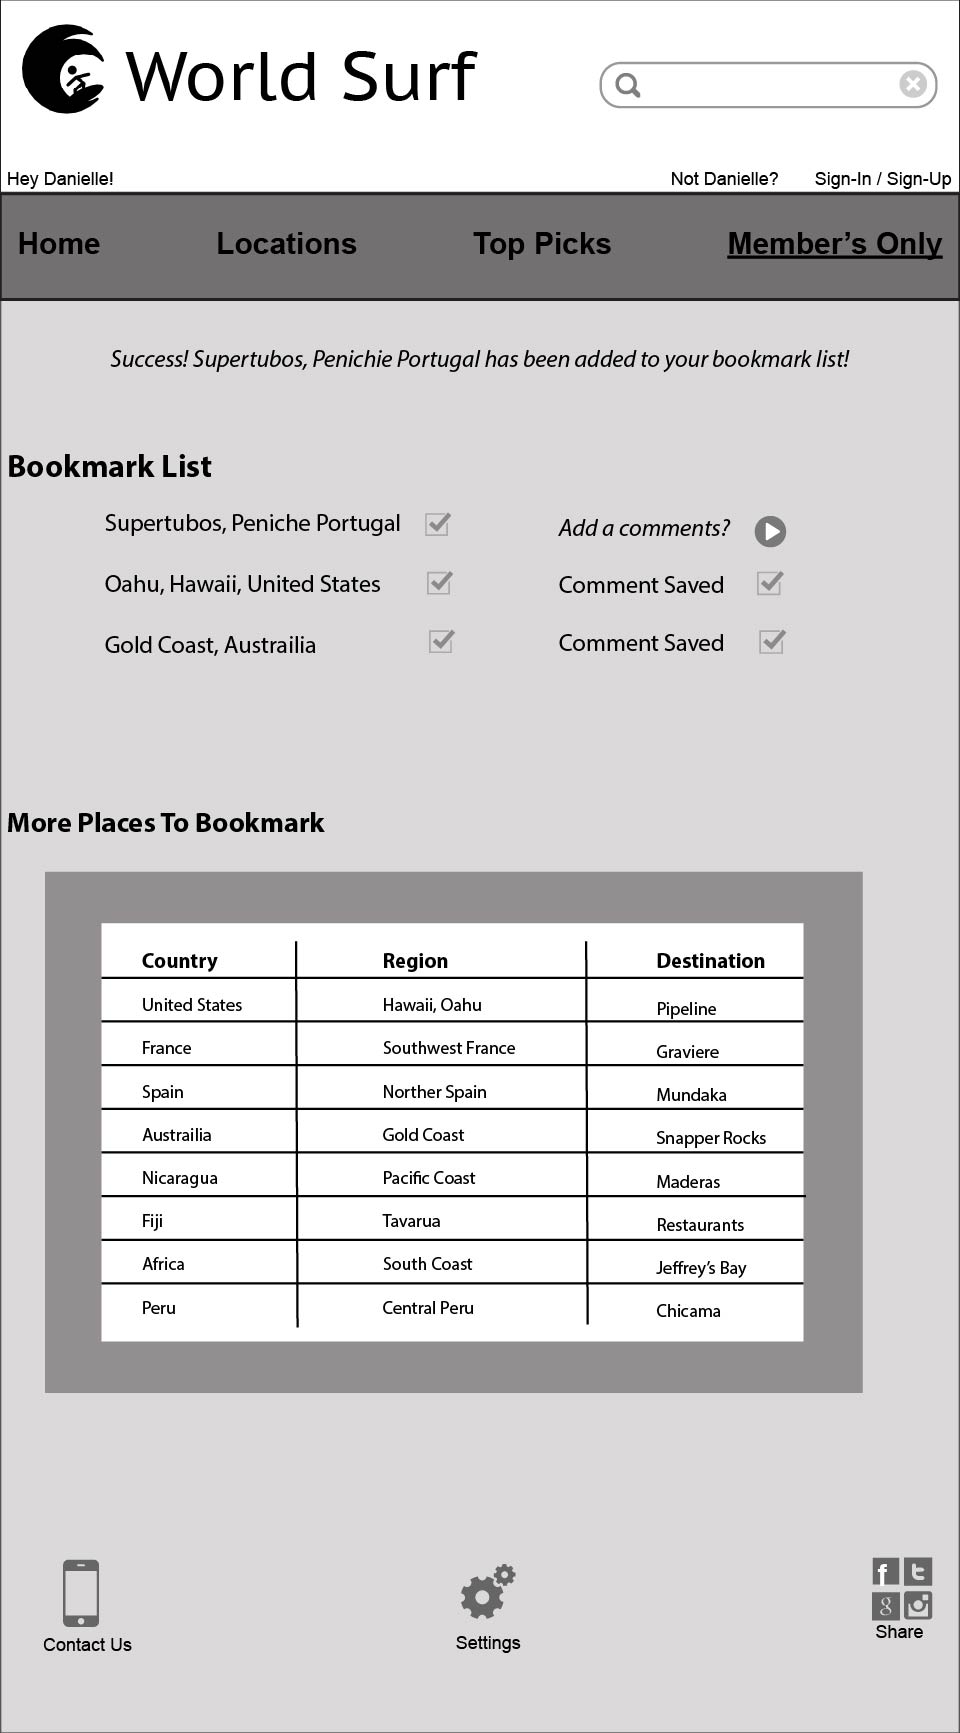 World Surf
Hey Danielle!
Not Danielle? Sign-In / Sign-Up
Home Locations Top Picks Member’s Only
Success! Supertubos, Penichie Portugal has been added to your bookmark list!
Bookmark List
Supertubos, Peniche Portugal Add a comments?
Oahu, Hawaii, United States Comment Saved
Gold Coast, Austrailia Comment Saved
More Places To Bookmark
Country Region Destination
United States Hawaii, Oahu Pipeline
France Southwest France Graviere
Spain Norther Spain Mundaka
Austrailia Gold Coast Snapper Rocks
Nicaragua Pacific Coast Maderas
Fiji Tavarua Restaurants
Africa South Coast Jeffrey’s Bay
Peru Central Peru Chicama
Contact Us Settings Share